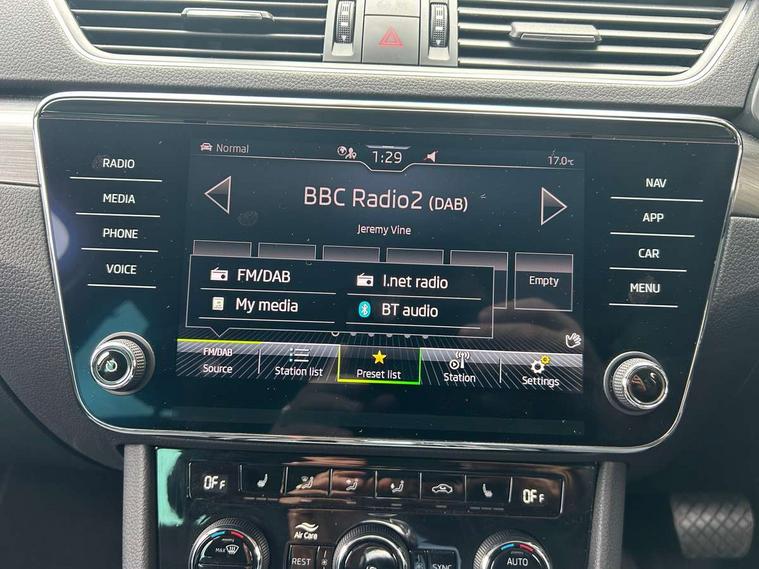 RADIO
MEDIA
PHONE
VOICE
Normal
1:29
17.0°C
BBC Radio2 (DAB)
Jeremy Vine
Empty
FM/DAB
I.net radio
My media
BT audio
FM/DAB
Source
Station list
Preset list
Station
Settings
NAV
APP
CAR
MENU
OFF
OFF
MAX
Air Care
REST
SYNC
AUTO